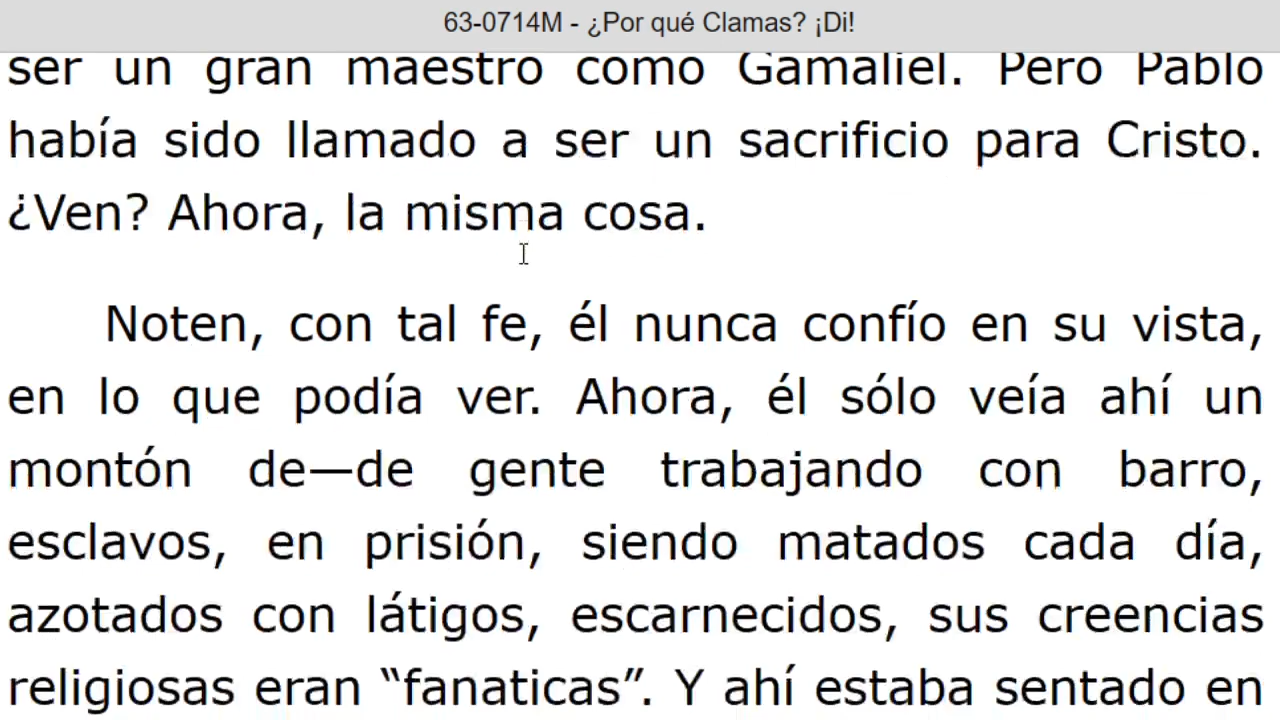 63-0714M - ¿Por qué Clamas? ¡Di!
ser un gran maestro como Gamaliel. Pero Pablo
había sido llamado a ser un sacrificio para Cristo.
¿Ven? Ahora, la misma cosa.
Noten, con tal fe, él nunca confío en su vista,
en lo que podía ver. Ahora, él sólo veía ahí un
montón de—de gente trabajando con barro,
esclavos, en prisión, siendo matados cada día,
azotados con látigos, escarnecidos, sus creencias
religiosas eran “fanaticas”. Y ahí estaba sentado en